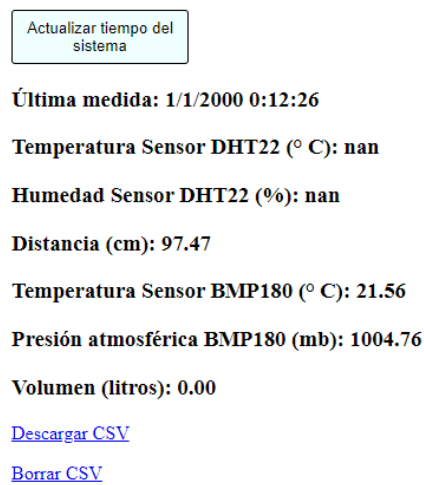 Actualizar tiempo del
sistema
Última medida: 1/1/2000 0:12:26
Temperatura Sensor DHT22 (° C): nan
Humedad Sensor DHT22 (%): nan
Distancia (cm): 97.47
Temperatura Sensor BMP180 (° C): 21.56
Presión atmosférica BMP180 (mb): 1004.76
Volumen (litros): 0.00
Descargar CSV
Borrar CSV